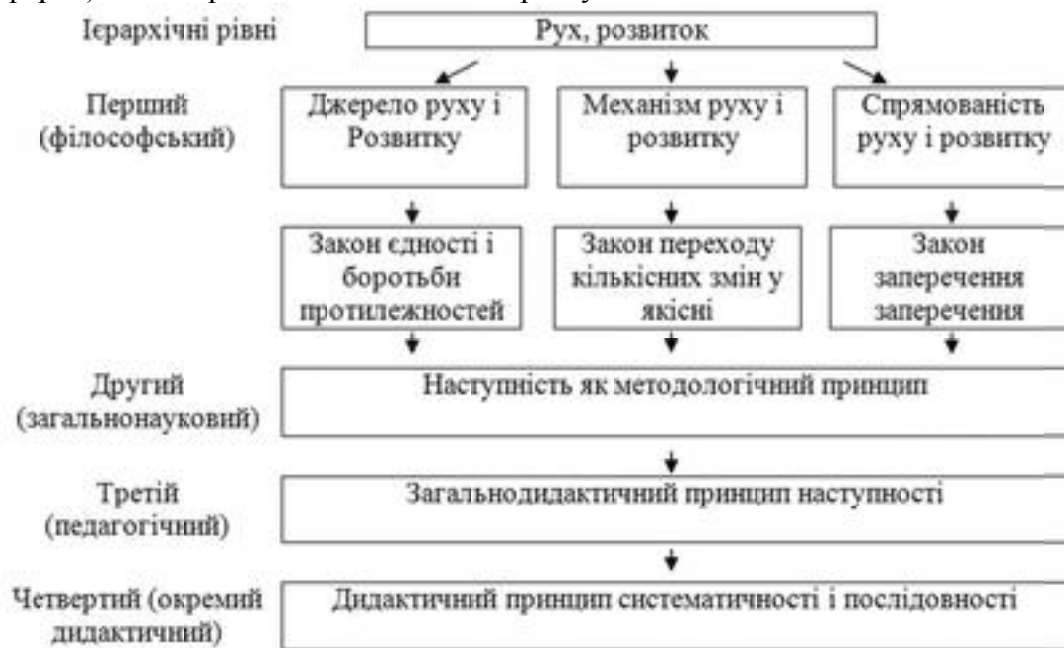 Ієрархічні рівні
Рух, розвиток
Перший
(філософський)
Джерело руху і
Розвитку
Механізм руху і
розвитку
Спрямованість
руху і розвитку
Закон єдності і
боротьби
протилежностей
Закон переходу
кількісних змін у
якісні
Закон
заперечення
заперечення
Другий
(загальнонауковий)
Наступність як методологічний принцип
Третій
(педагогічний)
Загальнодидактичний принцип наступності
Четвертий (окремий
дидактичний)
Дидактичний принцип систематичності і послідовності